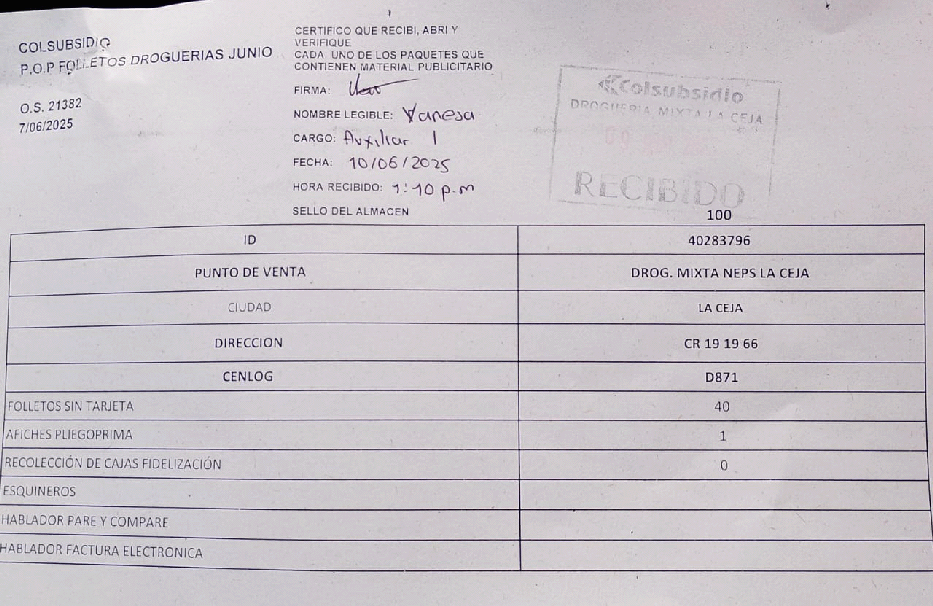 COLSUBSIDIO
P.O.P FOLLETOS DROGUERIAS JUNIO
O.S. 21382
7/06/2025
CERTIFICO QUE RECIBI, ABRI Y
VERIFIQUE
CADA UNO DE LOS PAQUETES QUE
CONTIENEN MATERIAL PUBLICITARIO
FIRMA:
NOMBRE LEGIBLE: Vanesa
CARGO: Auxiliar 1
FECHA: 10/06/2025
HORA RECIBIDO: 1:10 p.m
SELLO DEL ALMACEN
Colsubsidio
DROGUERIA MIXTA LA CEJA
RECIBIDO
100
ID 40283796
PUNTO DE VENTA DROG. MIXTA NEPS LA CEJA
CIUDAD LA CEJA
DIRECCION CR 19 19 66
CENLOG D871
FOLLETOS SIN TARJETA 40
AFICHES PLIEGOPRIMA 1
RECOLECCIÓN DE CAJAS FIDELIZACIÓN 0
ESQUINEROS
HABLADOR PARE Y COMPARE
HABLADOR FACTURA ELECTRONICA